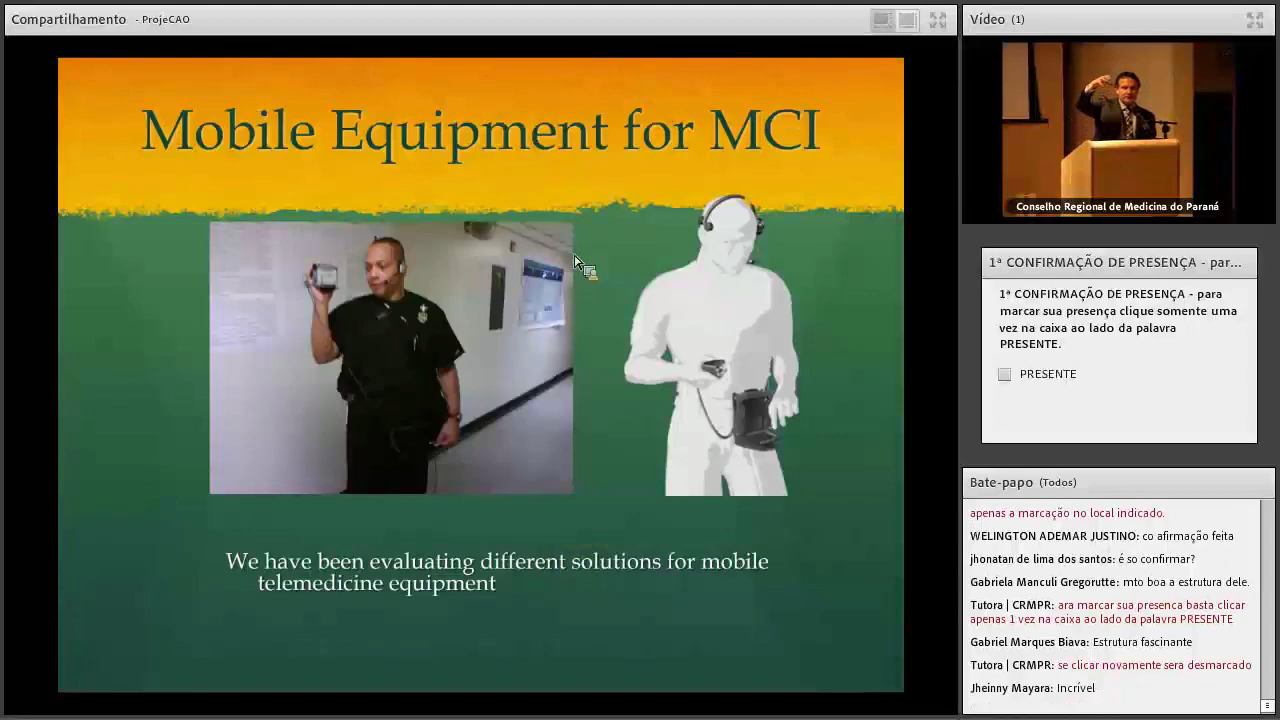 Compartilhamento - ProjeCAO
Mobile Equipment for MCI
We have been evaluating different solutions for mobile
telemedicine equipment
Vídeo (1)
Conselho Regional de Medicina do Paraná
1ª CONFIRMAÇÃO DE PRESENÇA - par...
1ª CONFIRMAÇÃO DE PRESENÇA - para
marcar sua presença clique somente uma
vez na caixa ao lado da palavra
PRESENTE.
PRESENTE
Bate-papo (Todos)
apenas a marcação no local indicado.
WELINGTON ADEMAR JUSTINO: co afirmação feita
jhonatan de lima dos santos: é so confirmar?
Gabriela Manculi Gregorutte: mto boa a estrutura dele.
Tutora | CRMPR: ara marcar sua presenca basta clicar
apenas 1 vez na caixa ao lado da palavra PRESENTE
Gabriel Marques Biava: Estrutura fascinante
Tutora | CRMPR: se clicar novamente sera desmarcado
Jheinny Mayara: Incrível